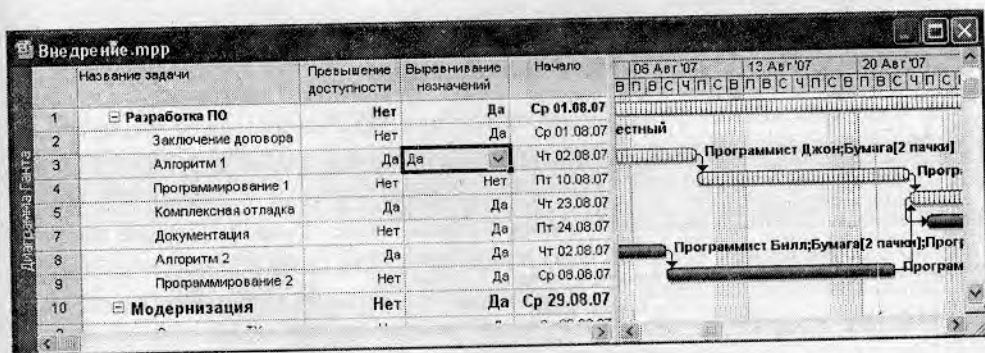 Внедрение.mpp
Название задачи Превышение доступности Выравнивание назначений Начало 06 Авг '07 13 Авг '07 20 Авг '07
В П В С Ч П С В П В С Ч П С В П В С Ч П С
1 Разработка ПО Нет Да Ср 01.08.07
2 Заключение договора Нет Да Ср 01.08.07 естный
3 Алгоритм 1 Да Да Чт 02.08.07 Программист Джон;Бумага[2 пачки]
4 Программирование 1 Нет Нет Пт 10.08.07 Прогр
5 Комплексная отладка Да Да Чт 23.08.07
7 Документация Нет Да Пт 24.08.07
8 Алгоритм 2 Да Да Чт 02.08.07 Программист Билл;Бумага[2 пачки];Прогр
9 Программирование 2 Нет Да Ср 08.08.07 Програм
10 Модернизация Нет Да Ср 29.08.07
Диаграмма Ганта